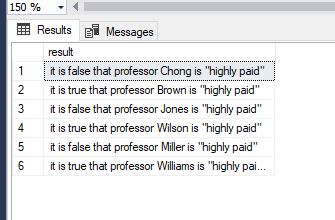 150 %
Results Messages
result
1 it is false that professor Chong is "highly paid"
2 it is true that professor Brown is "highly paid"
3 it is false that professor Jones is "highly paid"
4 it is true that professor Wilson is "highly paid"
5 it is false that professor Miller is "highly paid"
6 it is true that professor Williams is "highly pai...